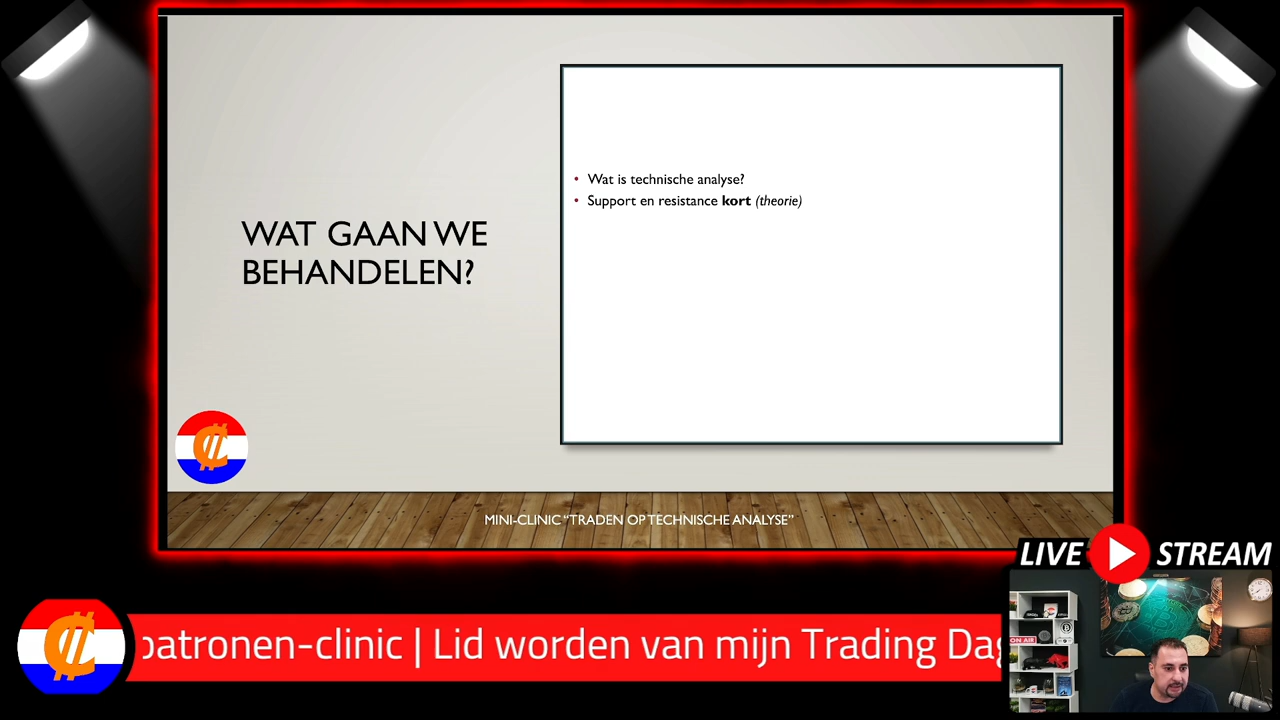 WAT GAAN WE
BEHANDELEN?
• Wat is technische analyse?
• Support en resistance kort (theorie)
MINI-CLINIC “TRADEN OP TECHNISCHE ANALYSE”
LIVE STREAM
ON AIR
patronen-clinic | Lid worden van mijn Trading Dag